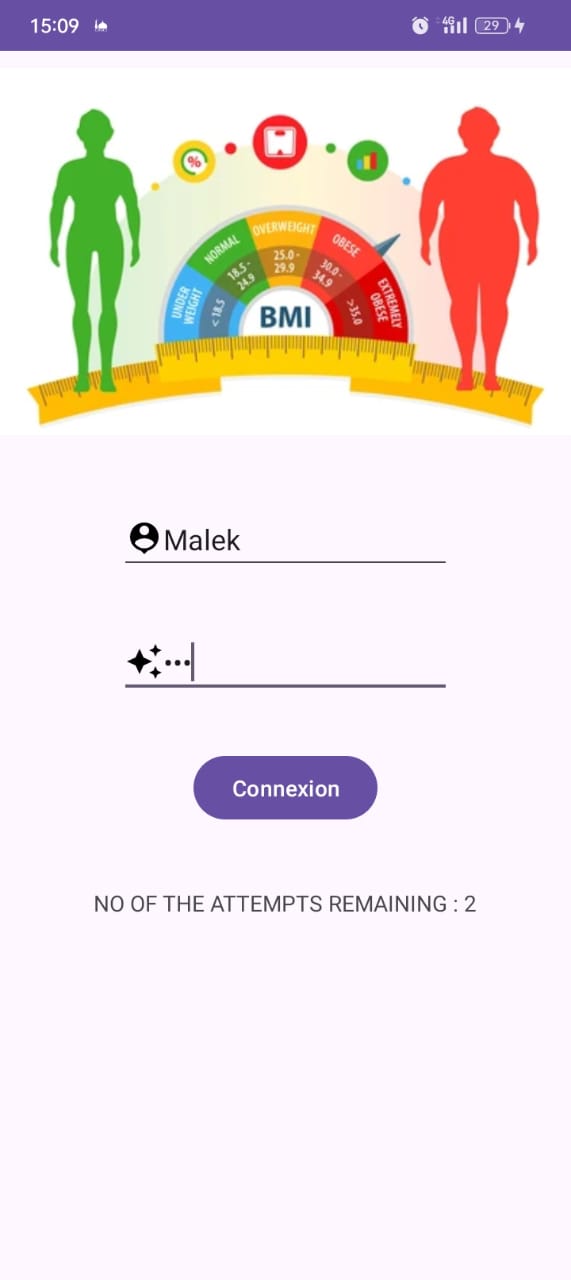 15:09
4G
29
%
NORMAL
18.5 -
24.9
OVERWEIGHT
25.0 -
29.9
OBESE
30.0 -
34.9
UNDER
WEIGHT
< 18.5
EXTREMELY
OBESE
>35.0
BMI
Malek
•••
Connexion
NO OF THE ATTEMPTS REMAINING : 2